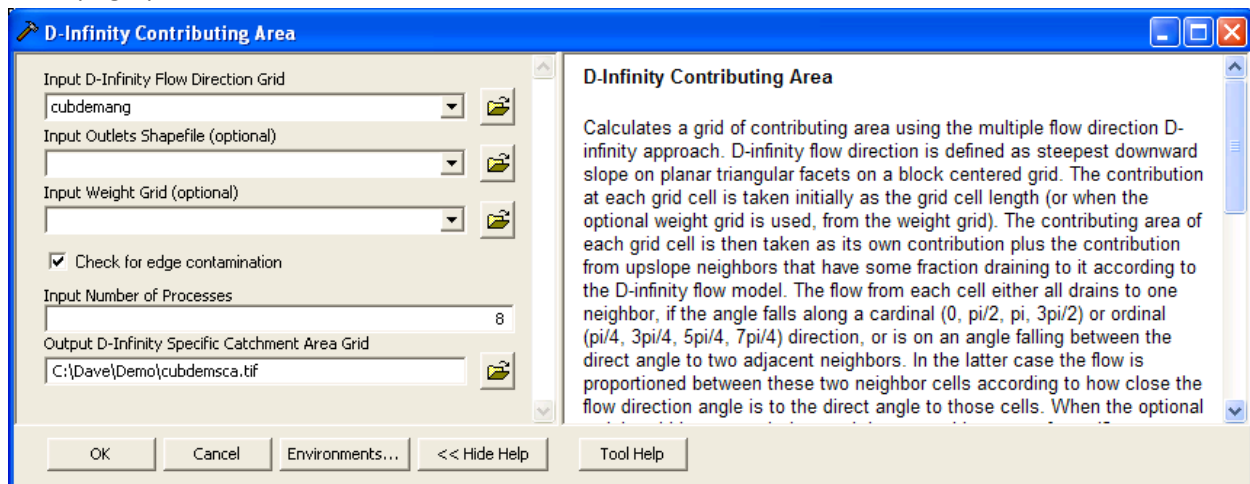 D-Infinity Contributing Area
Input D-Infinity Flow Direction Grid
cubdemang
Input Outlets Shapefile (optional)
Input Weight Grid (optional)
Check for edge contamination
Input Number of Processes
8
Output D-Infinity Specific Catchment Area Grid
C:\Dave\Demo\cubdemsca.tif
D-Infinity Contributing Area
Calculates a grid of contributing area using the multiple flow direction D-
infinity approach. D-infinity flow direction is defined as steepest downward
slope on planar triangular facets on a block centered grid. The contribution
at each grid cell is taken initially as the grid cell length (or when the
optional weight grid is used, from the weight grid). The contributing area of
each grid cell is then taken as its own contribution plus the contribution
from upslope neighbors that have some fraction draining to it according to
the D-infinity flow model. The flow from each cell either all drains to one
neighbor, if the angle falls along a cardinal (0, pi/2, pi, 3pi/2) or ordinal
(pi/4, 3pi/4, 5pi/4, 7pi/4) direction, or is on an angle falling between the
direct angle to two adjacent neighbors. In the latter case the flow is
proportioned between these two neighbor cells according to how close the
flow direction angle is to the direct angle to those cells. When the optional
OK
Cancel
Environments...
<< Hide Help
Tool Help